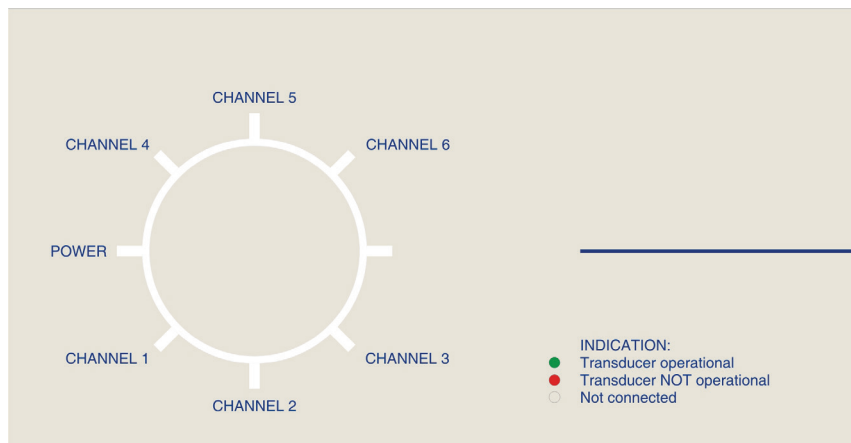 CHANNEL 5
CHANNEL 4
CHANNEL 6
POWER
CHANNEL 1
CHANNEL 3
CHANNEL 2
INDICATION:
Transducer operational
Transducer NOT operational
Not connected